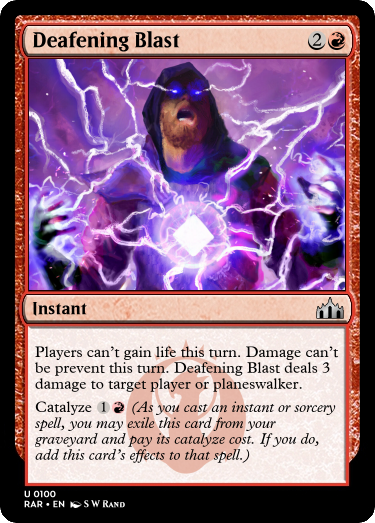 Deafening Blast 2
Instant
Players can't gain life this turn. Damage can't
be prevent this turn. Deafening Blast deals 3
damage to target player or planeswalker.
Catalyze 1 (As you cast an instant or sorcery
spell, you may exile this card from your
graveyard and pay its catalyze cost. If you do,
add this card's effects to that spell.)
U 0100
RAR • EN S W Rand